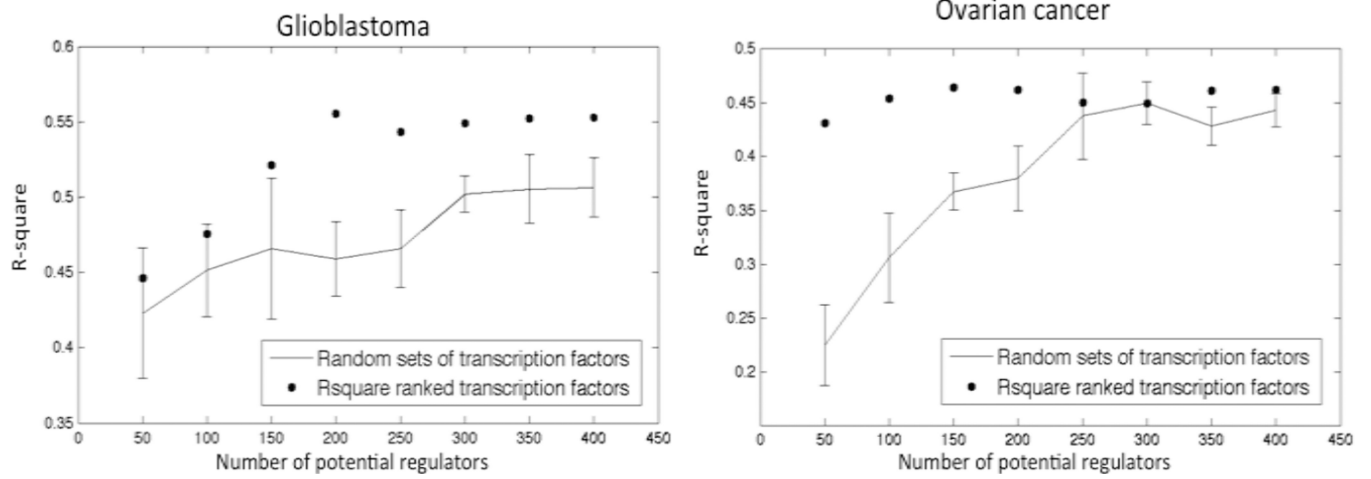 Glioblastoma
0.6
0.55
0.5
0.45
0.4
0.35
R-square
Random sets of transcription factors
Rsquare ranked transcription factors
0 50 100 150 200 250 300 350 400 450
Number of potential regulators
Ovarian cancer
0.5
0.45
0.4
0.35
0.3
0.25
0.2
R-square
Random sets of transcription factors
Rsquare ranked transcription factors
0 50 100 150 200 250 300 350 400 450
Number of potential regulators